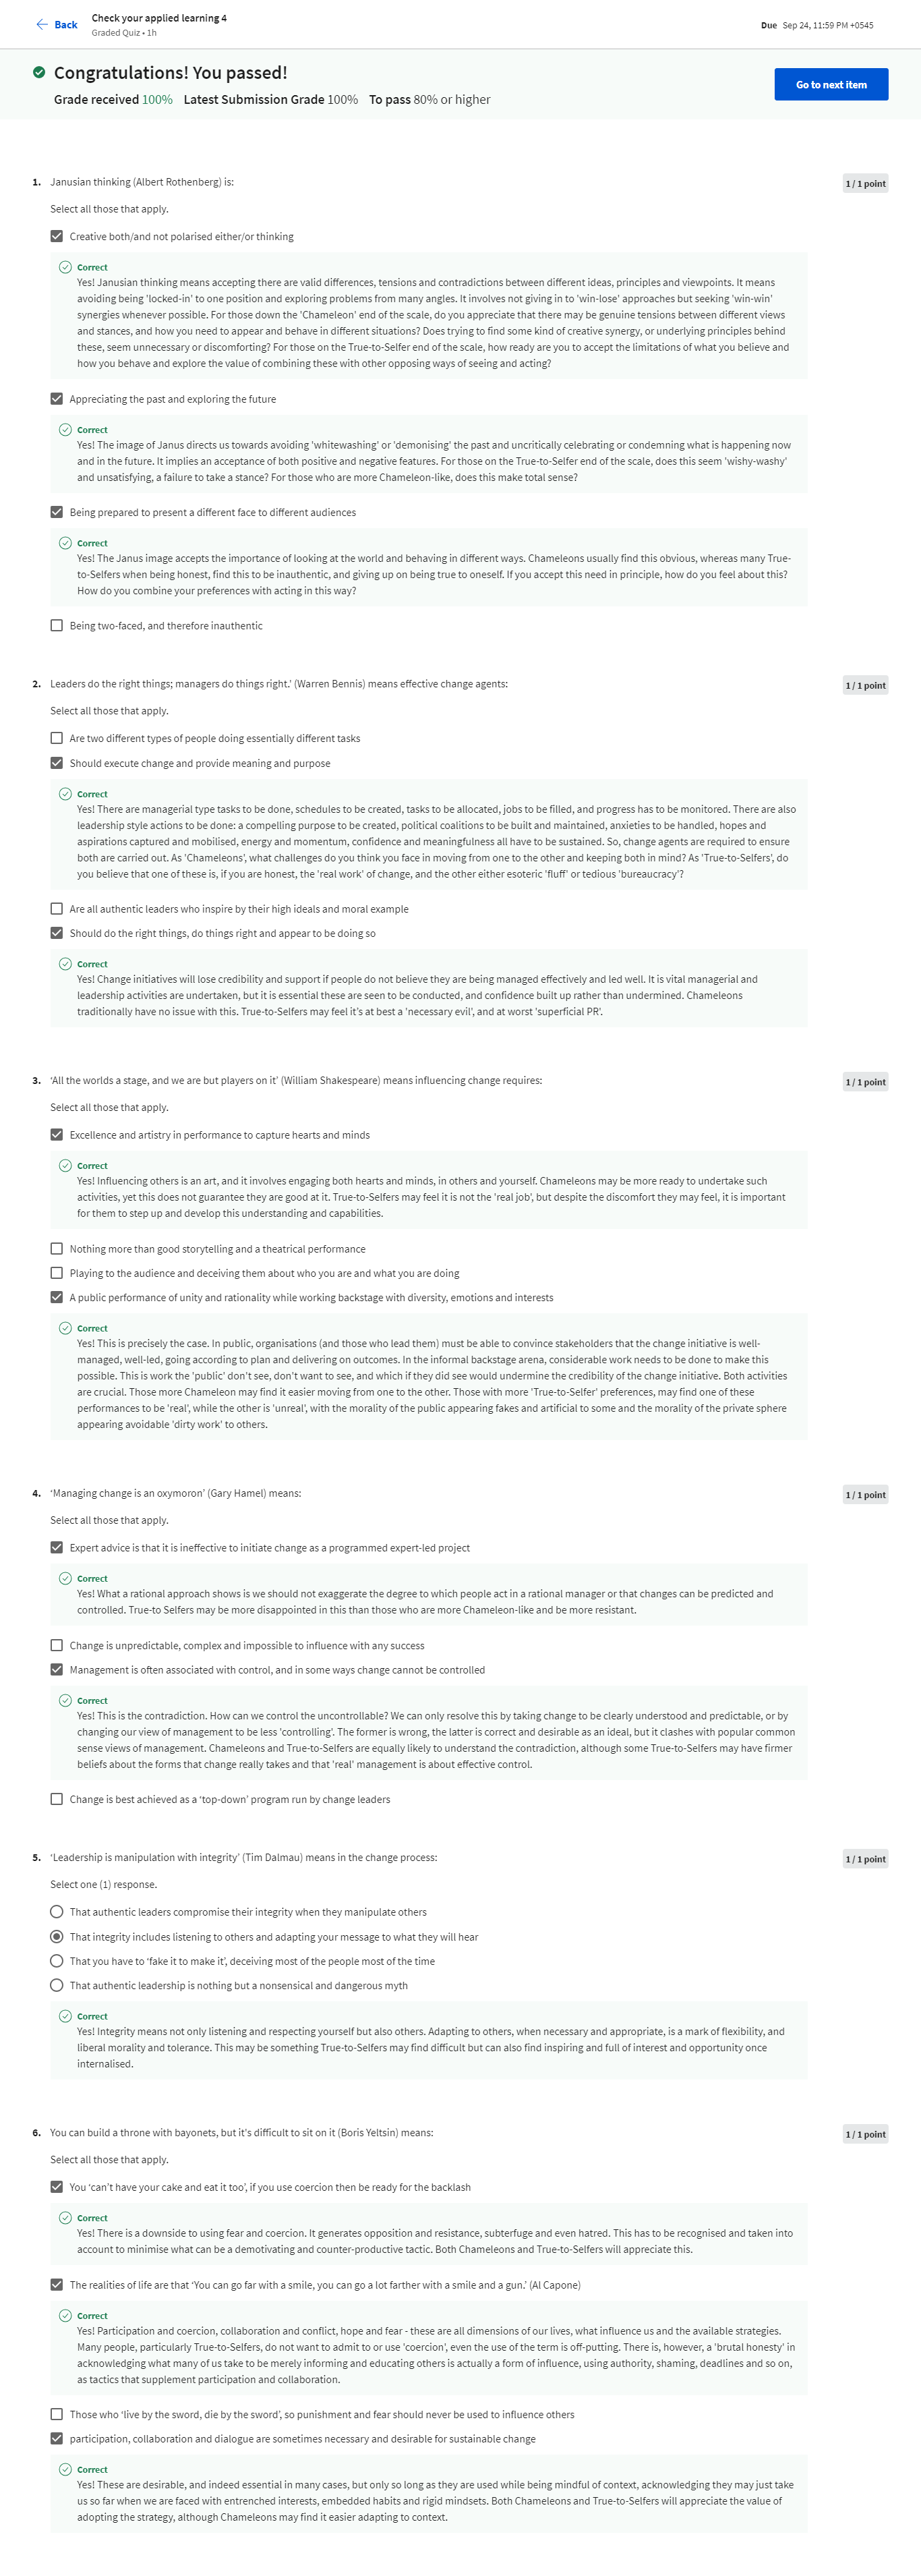 Back
Check your applied learning 4
Graded Quiz • 1h
Due Sep 24, 11:59 PM +0545
Congratulations! You passed!
Grade received 100% Latest Submission Grade 100% To pass 80% or higher
Go to next item
1. Janusian thinking (Albert Rothenberg) is:
1 / 1 point
Select all those that apply.
Creative both/and not polarised either/or thinking
Correct
Yes! Janusian thinking means accepting there are valid differences, tensions and contradictions between different ideas, principles and viewpoints. It means
avoiding being 'locked-in' to one position and exploring problems from many angles. It involves not giving in to 'win-lose' approaches but seeking 'win-win'
synergies whenever possible. For those down the 'Chameleon' end of the scale, do you appreciate that there may be genuine tensions between different views
and stances, and how you need to appear and behave in different situations? Does trying to find some kind of creative synergy, or underlying principles behind
these, seem unnecessary or discomforting? For those on the True-to-Selfer end of the scale, how ready are you to accept the limitations of what you believe and
how you behave and explore the value of combining these with other opposing ways of seeing and acting?
Appreciating the past and exploring the future
Correct
Yes! The image of Janus directs us towards avoiding 'whitewashing' or 'demonising' the past and uncritically celebrating or condemning what is happening now
and in the future. It implies an acceptance of both positive and negative features. For those on the True-to-Selfer end of the scale, does this seem 'wishy-washy'
and unsatisfying, a failure to take a stance? For those who are more Chameleon-like, does this make total sense?
Being prepared to present a different face to different audiences
Correct
Yes! The Janus image accepts the importance of looking at the world and behaving in different ways. Chameleons usually find this obvious, whereas many True-
to-Selfers when being honest, find this to be inauthentic, and giving up on being true to oneself. If you accept this need in principle, how do you feel about this?
How do you combine your preferences with acting in this way?
Being two-faced, and therefore inauthentic
2. Leaders do the right things; managers do things right.' (Warren Bennis) means effective change agents:
1 / 1 point
Select all those that apply.
Are two different types of people doing essentially different tasks
Should execute change and provide meaning and purpose
Correct
Yes! There are managerial type tasks to be done, schedules to be created, tasks to be allocated, jobs to be filled, and progress has to be monitored. There are also
leadership style actions to be done: a compelling purpose to be created, political coalitions to be built and maintained, anxieties to be handled, hopes and
aspirations captured and mobilised, energy and momentum, confidence and meaningfulness all have to be sustained. So, change agents are required to ensure
both are carried out. As 'Chameleons', what challenges do you think you face in moving from one to the other and keeping both in mind? As 'True-to-Selfers', do
you believe that one of these is, if you are honest, the 'real work' of change, and the other either esoteric 'fluff' or tedious 'bureaucracy'?
Are all authentic leaders who inspire by their high ideals and moral example
Should do the right things, do things right and appear to be doing so
Correct
Yes! Change initiatives will lose credibility and support if people do not believe they are being managed effectively and led well. It is vital managerial and
leadership activities are undertaken, but it is essential these are seen to be conducted, and confidence built up rather than undermined. Chameleons
traditionally have no issue with this. True-to-Selfers may feel it's at best a 'necessary evil', and at worst 'superficial PR'.
3. 'All the worlds a stage, and we are but players on it' (William Shakespeare) means influencing change requires:
1 / 1 point
Select all those that apply.
Excellence and artistry in performance to capture hearts and minds
Correct
Yes! Influencing others is an art, and it involves engaging both hearts and minds, in others and yourself. Chameleons may be more ready to undertake such
activities, yet this does not guarantee they are good at it. True-to-Selfers may feel it is not the 'real job', but despite the discomfort they may feel, it is important
for them to step up and develop this understanding and capabilities.
Nothing more than good storytelling and a theatrical performance
Playing to the audience and deceiving them about who you are and what you are doing
A public performance of unity and rationality while working backstage with diversity, emotions and interests
Correct
Yes! This is precisely the case. In public, organisations (and those who lead them) must be able to convince stakeholders that the change initiative is well-
managed, well-led, going according to plan and delivering on outcomes. In the informal backstage arena, considerable work needs to be done to make this
possible. This is work the 'public' don't see, don't want to see, and which if they did see would undermine the credibility of the change initiative. Both activities
are crucial. Those more Chameleon may find it easier moving from one to the other. Those with more 'True-to-Selfer' preferences, may find one of these
performances to be 'real', while the other is 'unreal', with the morality of the public appearing fakes and artificial to some and the morality of the private sphere
appearing avoidable 'dirty work' to others.
4. 'Managing change is an oxymoron' (Gary Hamel) means:
1 / 1 point
Select all those that apply.
Expert advice is that it is ineffective to initiate change as a programmed expert-led project
Correct
Yes! What a rational approach shows is we should not exaggerate the degree to which people act in a rational manager or that changes can be predicted and
controlled. True-to Selfers may be more disappointed in this than those who are more Chameleon-like and be more resistant.
Change is unpredictable, complex and impossible to influence with any success
Management is often associated with control, and in some ways change cannot be controlled
Correct
Yes! This is the contradiction. How can we control the uncontrollable? We can only resolve this by taking change to be clearly understood and predictable, or by
changing our view of management to be less 'controlling'. The former is wrong, the latter is correct and desirable as an ideal, but it clashes with popular common
sense views of management. Chameleons and True-to-Selfers are equally likely to understand the contradiction, although some True-to-Selfers may have firmer
beliefs about the forms that change really takes and that 'real' management is about effective control.
Change is best achieved as a 'top-down' program run by change leaders
5. 'Leadership is manipulation with integrity' (Tim Dalmau) means in the change process:
1 / 1 point
Select one (1) response.
That authentic leaders compromise their integrity when they manipulate others
That integrity includes listening to others and adapting your message to what they will hear
That you have to 'fake it to make it', deceiving most of the people most of the time
That authentic leadership is nothing but a nonsensical and dangerous myth
Correct
Yes! Integrity means not only listening and respecting yourself but also others. Adapting to others, when necessary and appropriate, is a mark of flexibility, and
liberal morality and tolerance. This may be something True-to-Selfers may find difficult but can also find inspiring and full of interest and opportunity once
internalised.
6. You can build a throne with bayonets, but it's difficult to sit on it (Boris Yeltsin) means:
1 / 1 point
Select all those that apply.
You 'can't have your cake and eat it too', if you use coercion then be ready for the backlash
Correct
Yes! There is a downside to using fear and coercion. It generates opposition and resistance, subterfuge and even hatred. This has to be recognised and taken into
account to minimise what can be a demotivating and counter-productive tactic. Both Chameleons and True-to-Selfers will appreciate this.
The realities of life are that 'You can go far with a smile, you can go a lot farther with a smile and a gun.' (Al Capone)
Correct
Yes! Participation and coercion, collaboration and conflict, hope and fear - these are all dimensions of our lives, what influence us and the available strategies.
Many people, particularly True-to-Selfers, do not want to admit to or use 'coercion', even the use of the term is off-putting. There is, however, a 'brutal honesty' in
acknowledging what many of us take to be merely informing and educating others is actually a form of influence, using authority, shaming, deadlines and so on,
as tactics that supplement participation and collaboration.
Those who 'live by the sword, die by the sword', so punishment and fear should never be used to influence others
participation, collaboration and dialogue are sometimes necessary and desirable for sustainable change
Correct
Yes! These are desirable, and indeed essential in many cases, but only so long as they are used while being mindful of context, acknowledging they may just take
us so far when we are faced with entrenched interests, embedded habits and rigid mindsets. Both Chameleons and True-to-Selfers will appreciate the value of
adopting the strategy, although Chameleons may find it easier adapting to context.